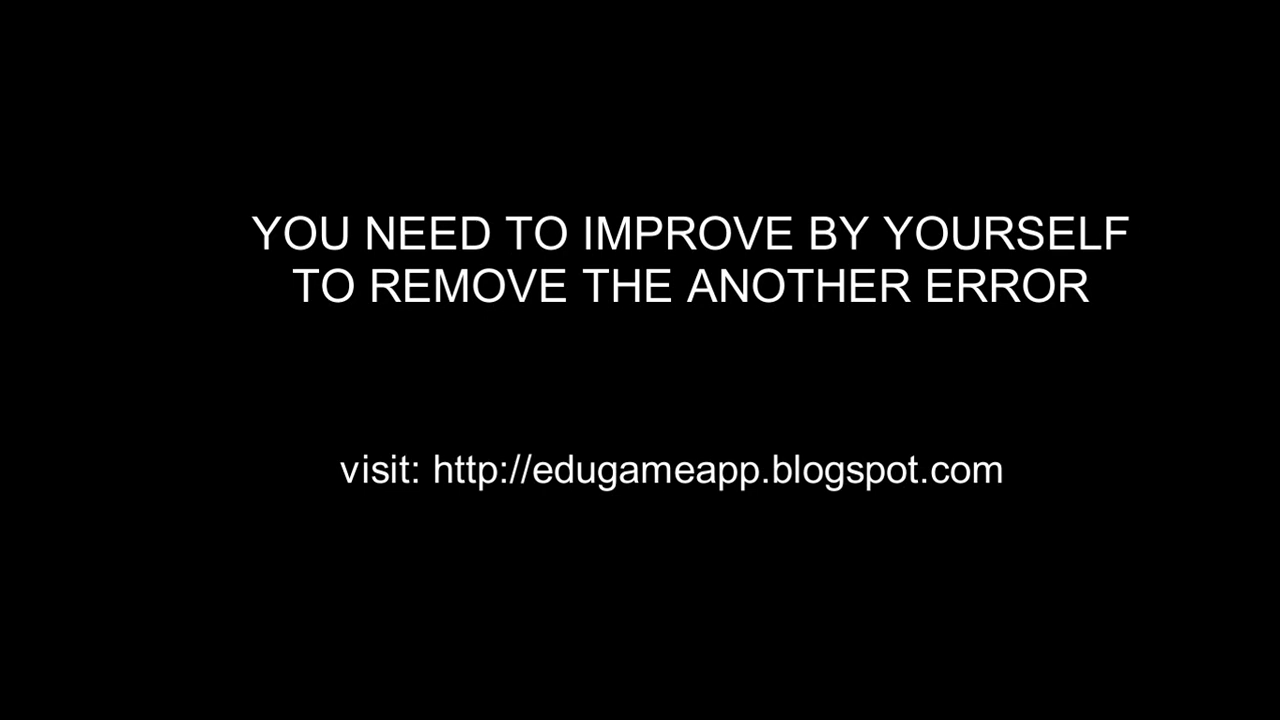 YOU NEED TO IMPROVE BY YOURSELF
TO REMOVE THE ANOTHER ERROR
visit: http://edugameapp.blogspot.com